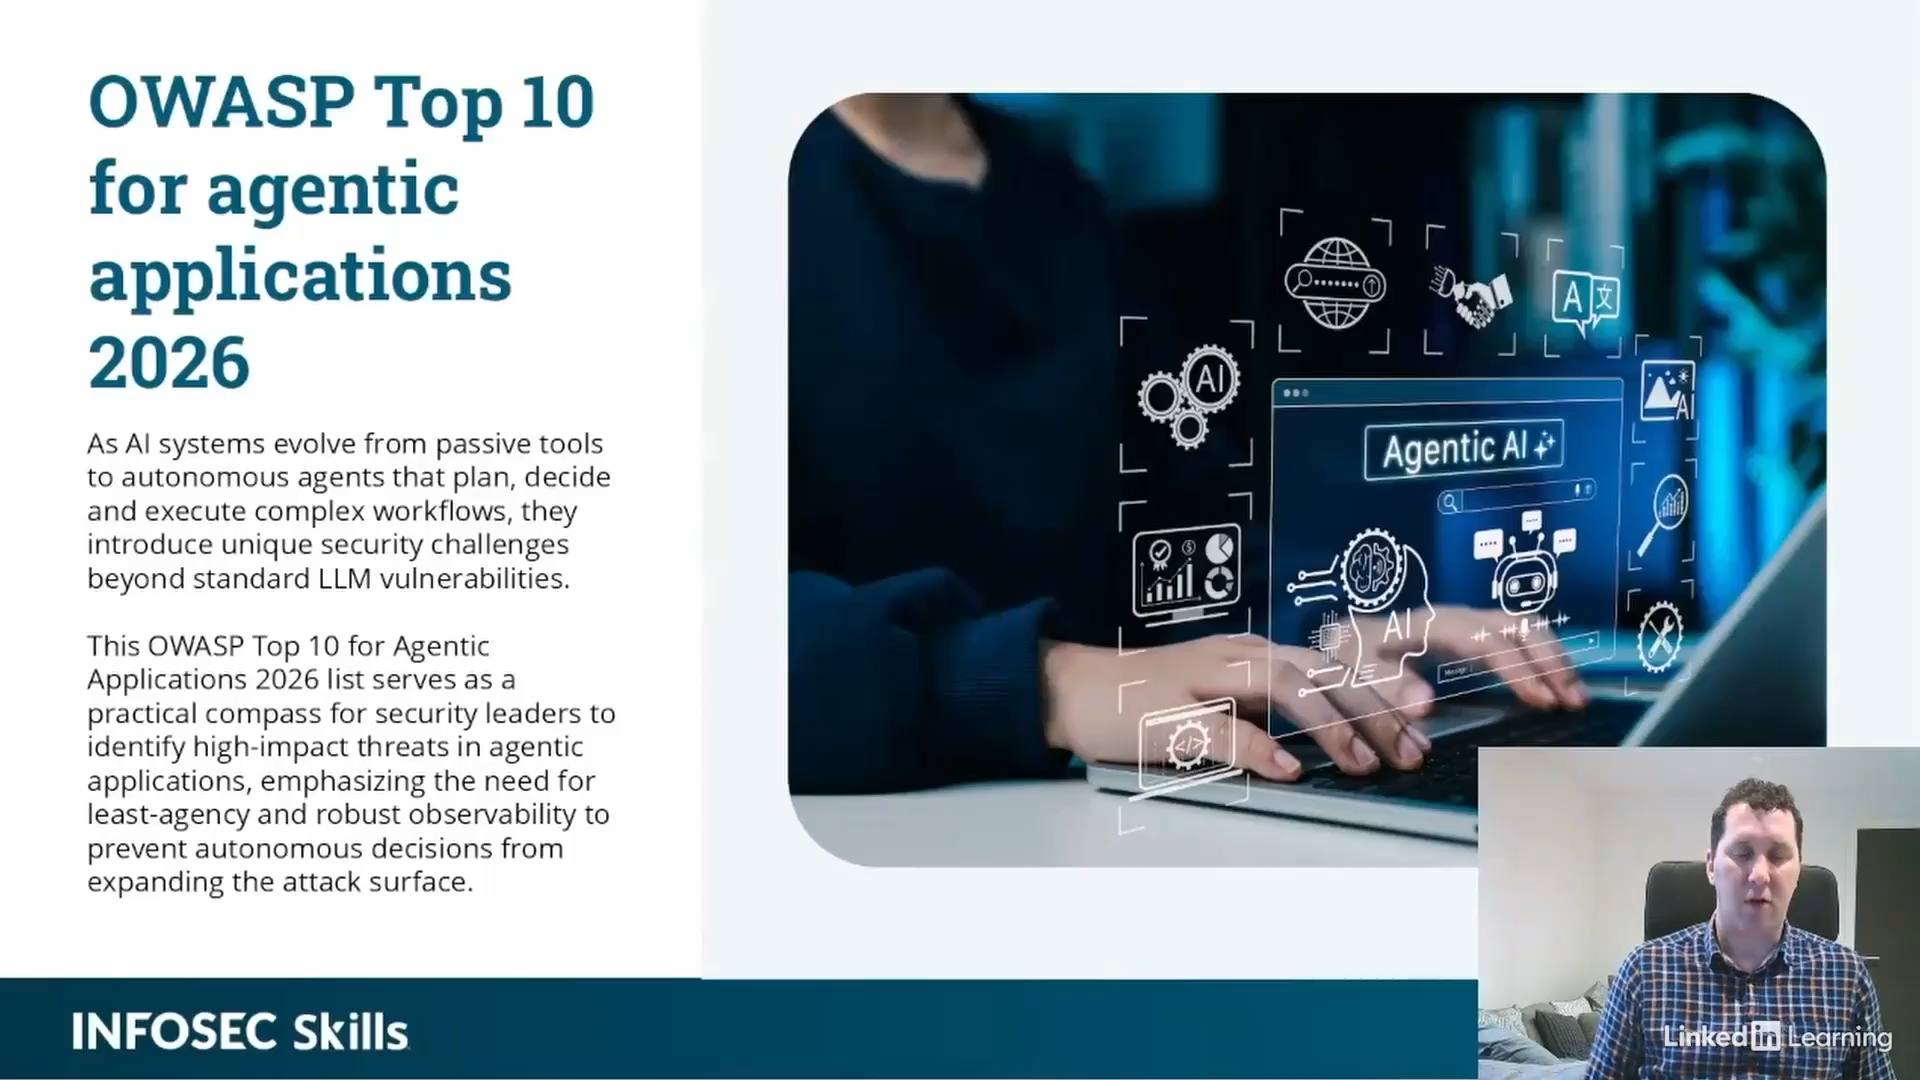 OWASP Top 10
for agentic
applications
2026
As AI systems evolve from passive tools
to autonomous agents that plan, decide
and execute complex workflows, they
introduce unique security challenges
beyond standard LLM vulnerabilities.
This OWASP Top 10 for Agentic
Applications 2026 list serves as a
practical compass for security leaders to
identify high-impact threats in agentic
applications, emphasizing the need for
least-agency and robust observability to
prevent autonomous decisions from
expanding the attack surface.
A 文
AI
AI
Agentic AI
AI
Message
</>
INFOSEC Skills
LinkedIn Learning